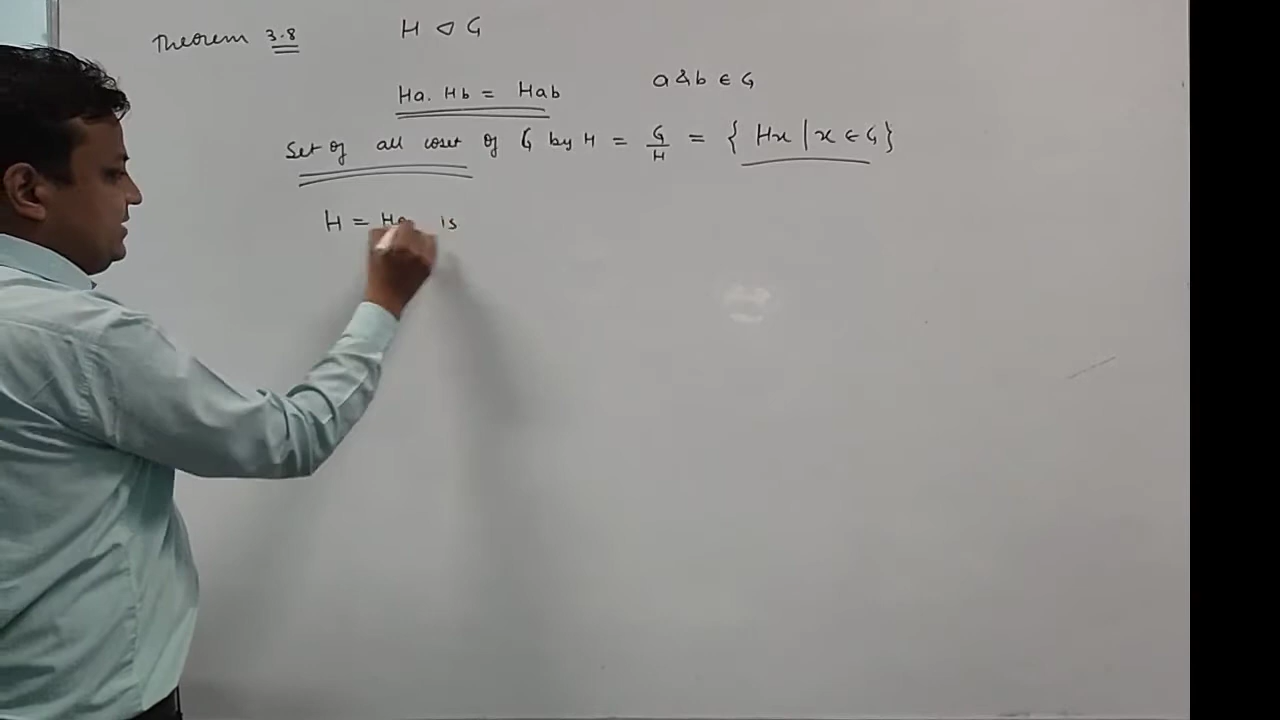 Theorem 3.8 H ⊲ G
Ha. Hb = Hab a & b ∈ G
Set of all coset of G by H = G/H = { Hx | x ∈ G}
H = He is